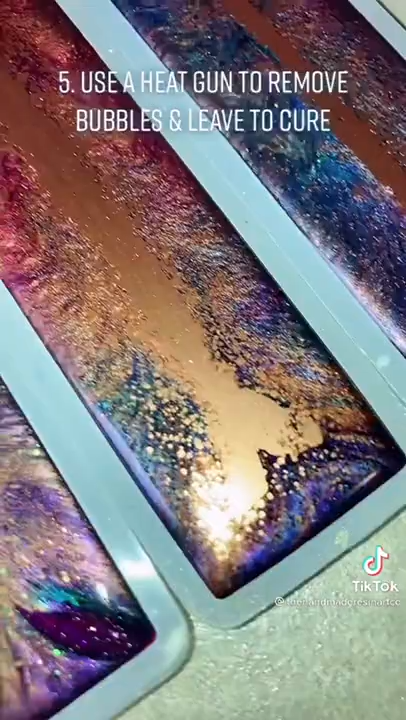 5. USE A HEAT GUN TO REMOVE
BUBBLES & LEAVE TO CURE
TikTok